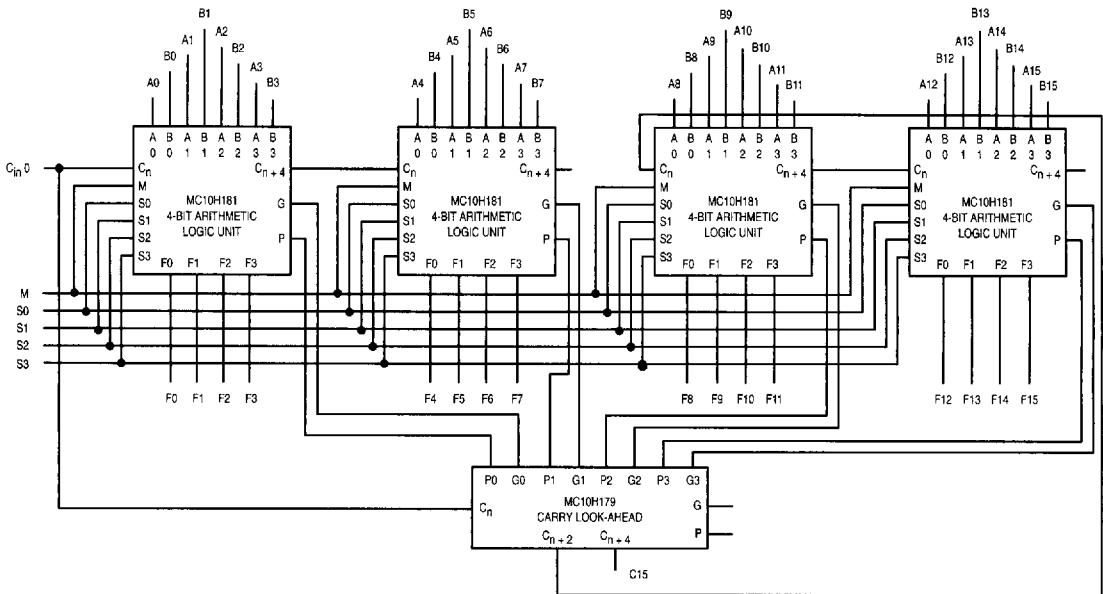 B1 B5 B9 B13
A1 A2 A5 A6 A9 A10 A13 A14
B0 B2 B4 B6 B8 B10 B12 B14
A0 A3 A4 A7 A8 A11 A12 A15
B3 B7 B11 B15
A B A B A B A B A B A B A B A B A B A B A B A B A B A B A B A B
0 0 1 1 2 2 3 3 0 0 1 1 2 2 3 3 0 0 1 1 2 2 3 3 0 0 1 1 2 2 3 3
Cin 0
Cn Cn + 4
M
S0
S1
S2
S3
MC10H181
4-BIT ARITHMETIC
LOGIC UNIT
G
P
F0 F1 F2 F3
Cn Cn + 4
M
S0
S1
S2
S3
MC10H181
4-BIT ARITHMETIC
LOGIC UNIT
G
P
F0 F1 F2 F3
Cn Cn + 4
M
S0
S1
S2
S3
MC10H181
4-BIT ARITHMETIC
LOGIC UNIT
G
P
F0 F1 F2 F3
Cn Cn + 4
M
S0
S1
S2
S3
MC10H181
4-BIT ARITHMETIC
LOGIC UNIT
G
P
F0 F1 F2 F3
M
S0
S1
S2
S3
F0 F1 F2 F3 F4 F5 F6 F7 F8 F9 F10 F11 F12 F13 F14 F15
P0 G0 P1 G1 P2 G2 P3 G3
Cn
MC10H179
CARRY LOOK-AHEAD
G
P
Cn + 2 Cn + 4
C15